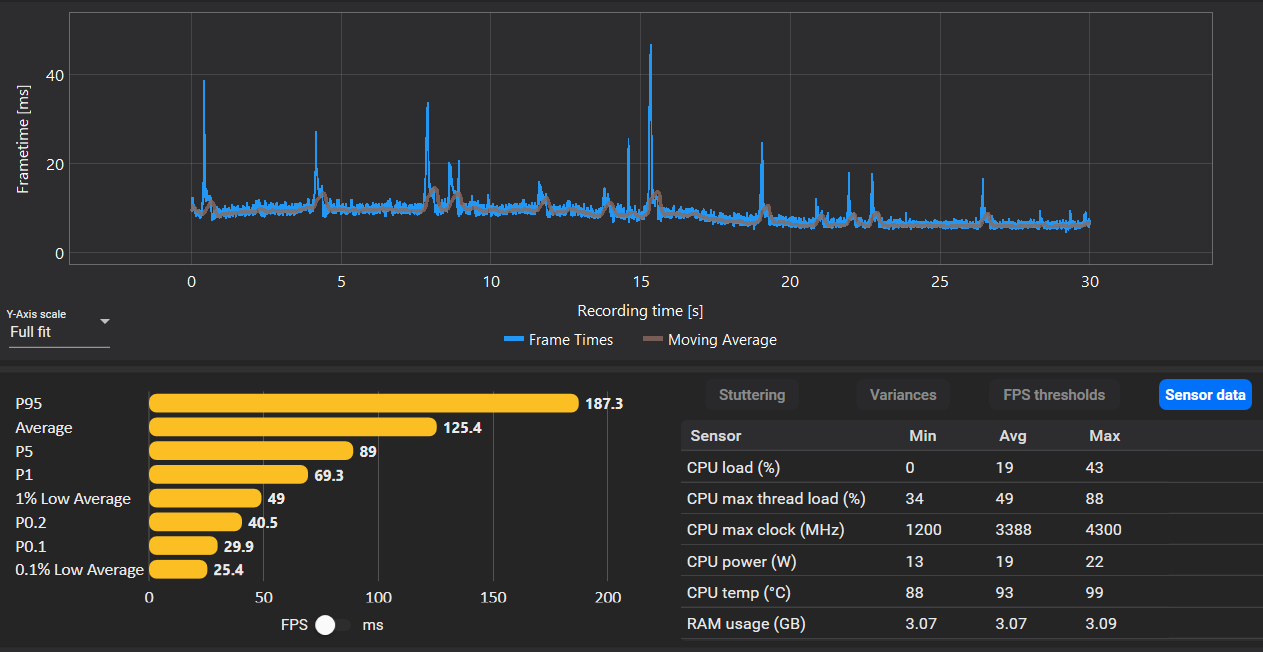 40
20
0
Frametime [ms]
0 5 10 15 20 25 30
Recording time [s]
Y-Axis scale
Full fit
Frame Times Moving Average
P95 187.3
Average 125.4
P5 89
P1 69.3
1% Low Average 49
P0.2 40.5
P0.1 29.9
0.1% Low Average 25.4
0 50 100 150 200
FPS ms
Stuttering Variances FPS thresholds Sensor data
Sensor Min Avg Max
CPU load (%) 0 19 43
CPU max thread load (%) 34 49 88
CPU max clock (MHz) 1200 3388 4300
CPU power (W) 13 19 22
CPU temp (°C) 88 93 99
RAM usage (GB) 3.07 3.07 3.09